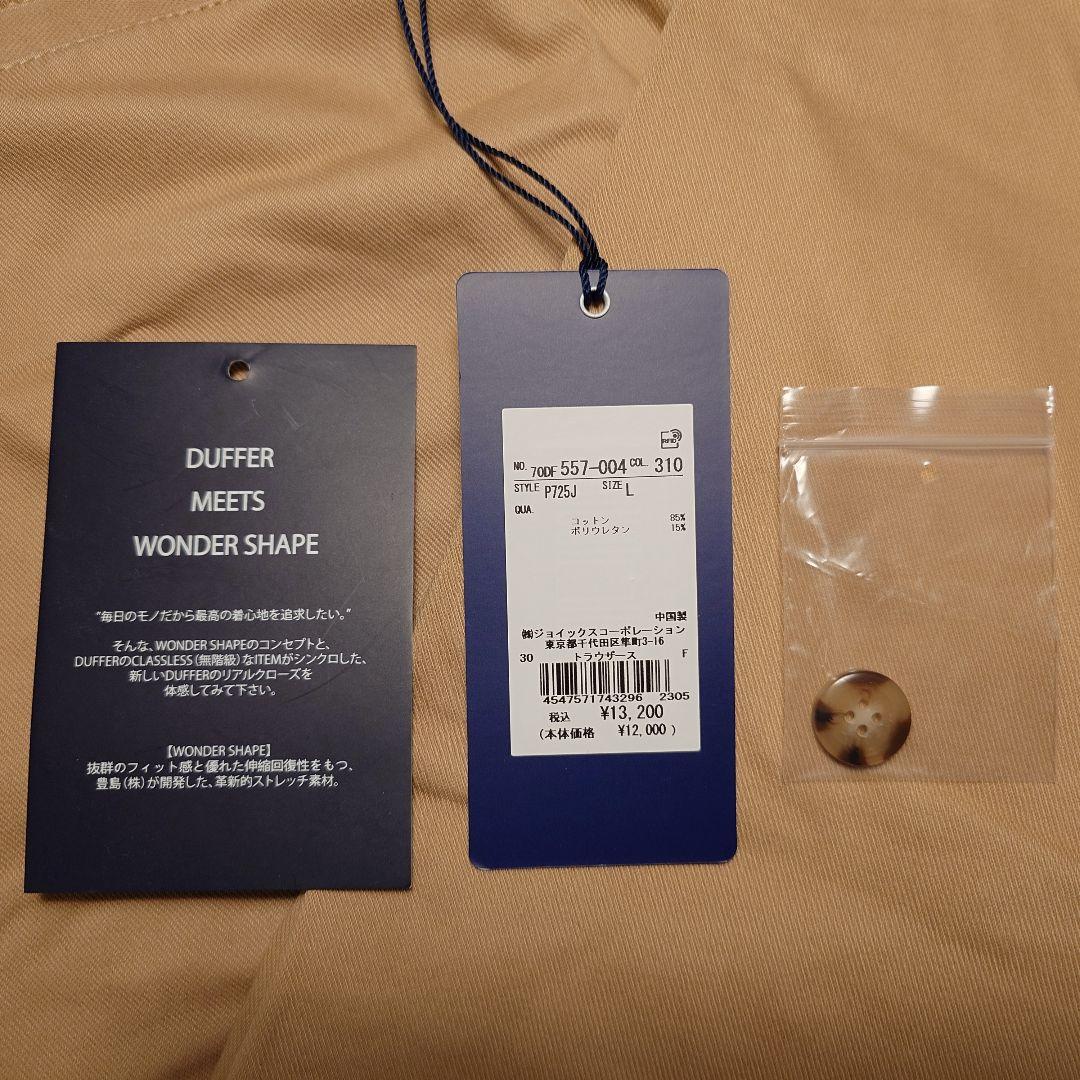 DUFFER
MEETS
WONDER SHAPE
“毎日のモノだから最高の着心地を追求したい。”
そんな、WONDER SHAPEのコンセプトと、
DUFFERのCLASSLESS（無階級）なITEMがシンクロした、
新しいDUFFERのリアルクローズを
体感してみて下さい。
【WONDER SHAPE】
抜群のフィット感と優れた伸縮回復性をもつ、
豊島（株）が開発した、革新的ストレッチ素材。
RFID
NO. 70DF 557-004 COL. 310
STYLE P725J SIZE L
QUA.
コットン 85%
ポリウレタン 15%
中国製
㈱ジョイックスコーポレーション
東京都千代田区隼町3-16
30 トラウザース F
4547571743296 2305
税込 ¥13,200
(本体価格 ¥12,000 )